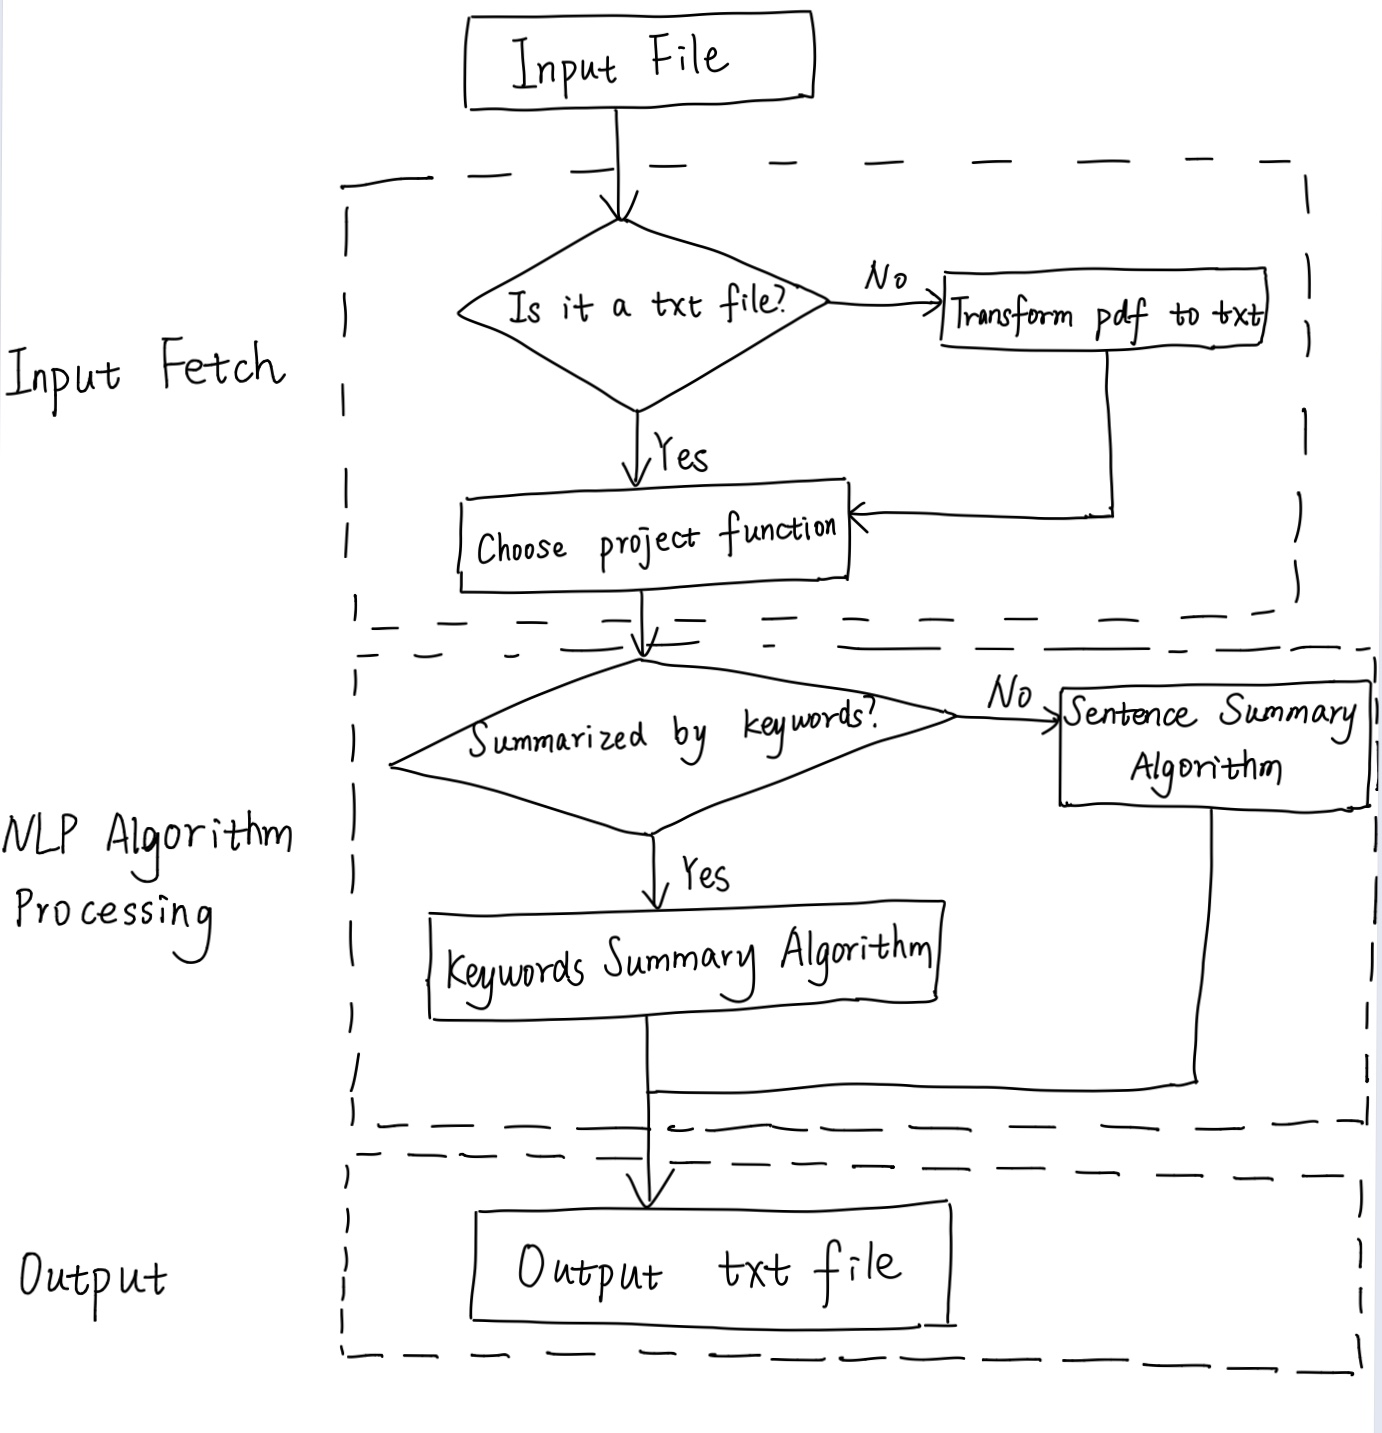 Input File
Is it a txt file?
No
Transform pdf to txt
Input Fetch
Yes
Choose project function
Summarized by keywords?
No
Sentence Summary
Algorithm
NLP Algorithm
Processing
Yes
Keywords Summary Algorithm
Output
Output txt file